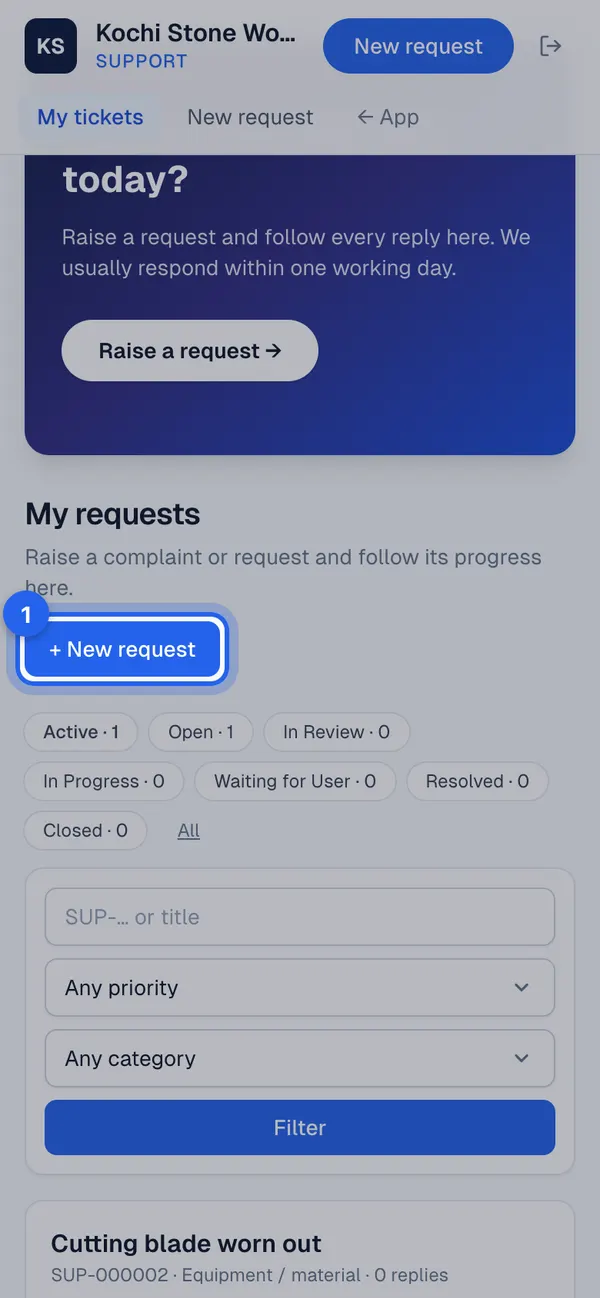 KS
Kochi Stone Wo...
SUPPORT
New request
My tickets
New request
← App
today?
Raise a request and follow every reply here. We
usually respond within one working day.
Raise a request →
My requests
Raise a complaint or request and follow its progress
here.
1
+ New request
Active · 1
Open · 1
In Review · 0
In Progress · 0
Waiting for User · 0
Resolved · 0
Closed · 0
All
SUP-... or title
Any priority
Any category
Filter
Cutting blade worn out
SUP-000002 · Equipment / material · 0 replies